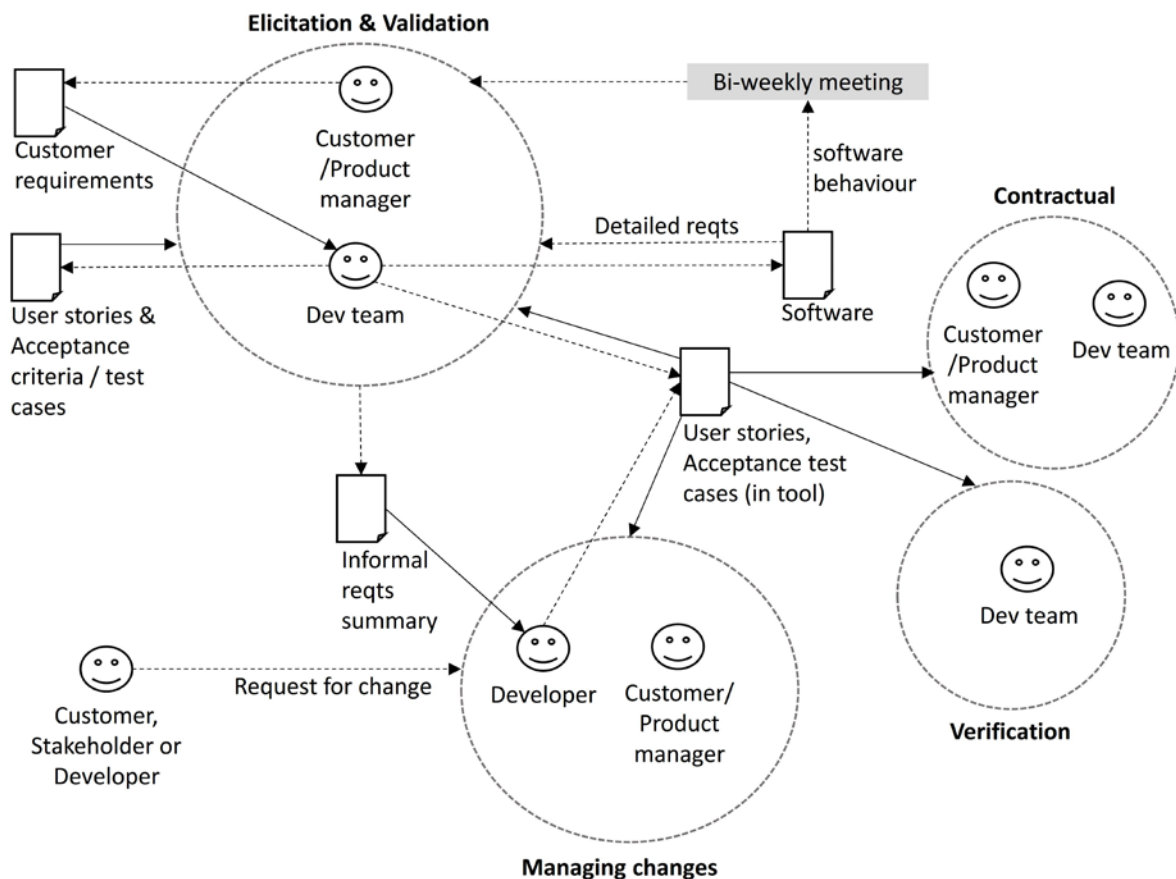 Elicitation & Validation
Bi-weekly meeting
Customer
/Product
manager
Customer
requirements
software
behaviour
Contractual
Detailed reqts
Dev team
User stories &
Acceptance
criteria / test
cases
Software
Customer
/Product
manager
Dev team
User stories,
Acceptance test
cases (in tool)
Informal
reqts
summary
Dev team
Verification
Request for change
Customer,
Stakeholder or
Developer
Developer
Customer/
Product
manager
Managing changes